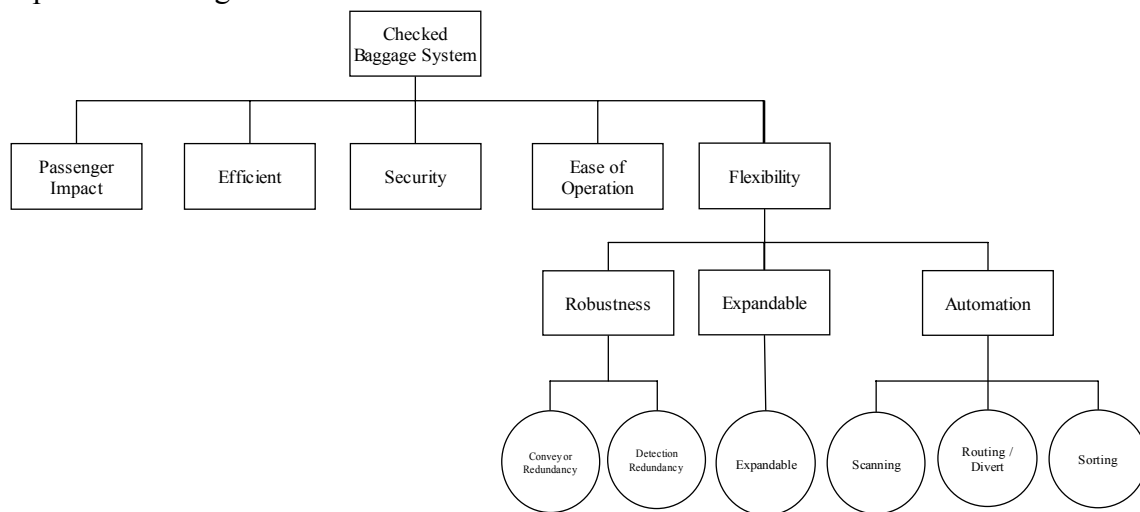 Checked
Baggage System
Passenger
Impact
Efficient
Security
Ease of
Operation
Flexibility
Robustness
Expandable
Automation
Conveyor
Redundancy
Detection
Redundancy
Expandable
Scanning
Routing /
Divert
Sorting